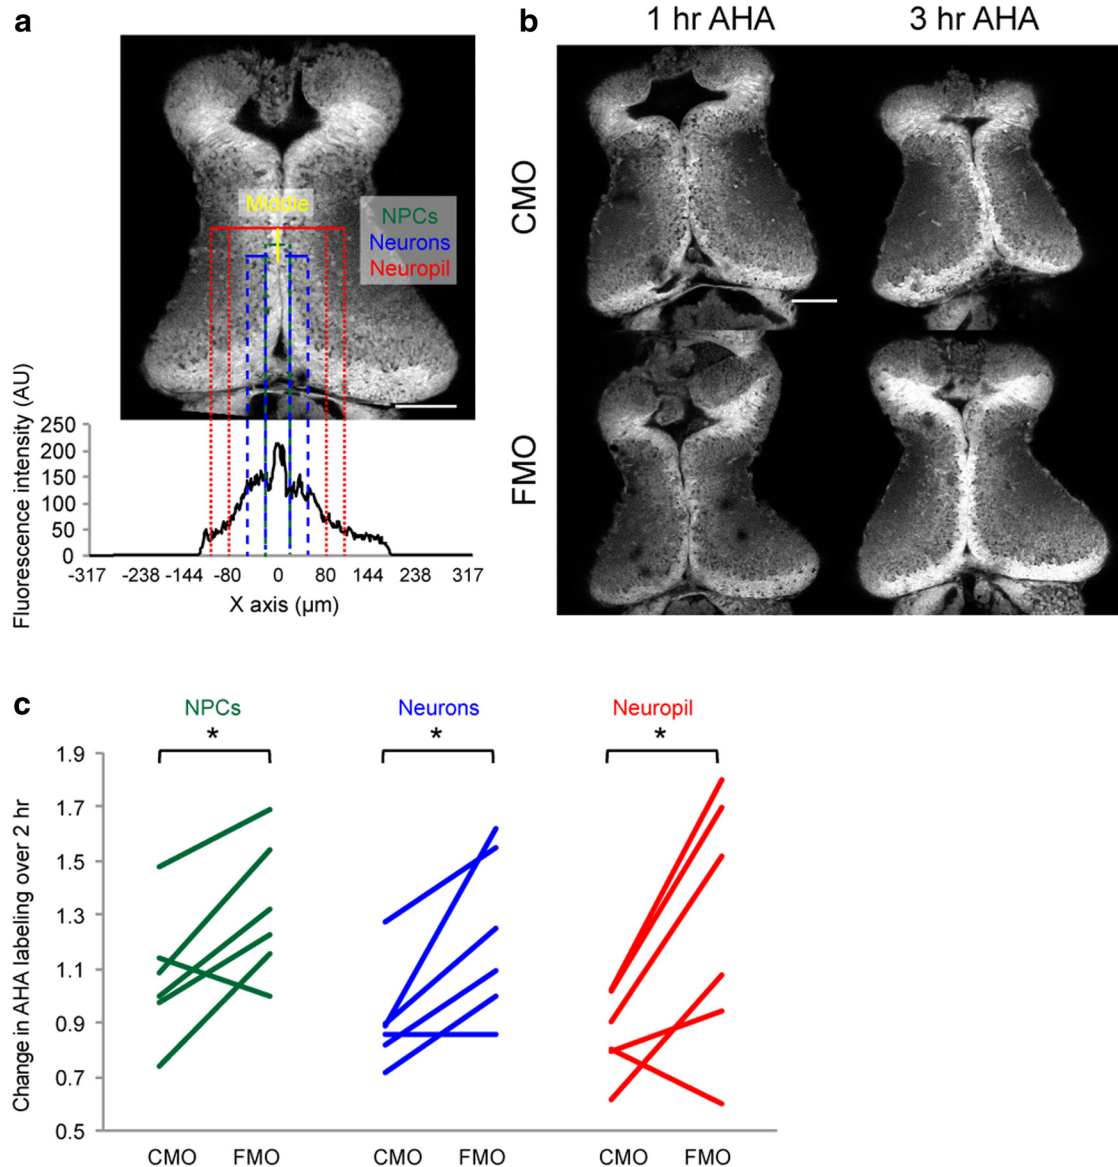 a
Middle
NPCs
Neurons
Neuropil
Fluorescence intensity (AU)
250
200
150
100
50
0
-317 -238 -144 -80 0 80 144 238 317
X axis (µm)
b
1 hr AHA 3 hr AHA
CMO
FMO
c
NPCs Neurons Neuropil
* * *
Change in AHA labeling over 2 hr
1.9
1.7
1.5
1.3
1.1
0.9
0.7
0.5
CMO FMO CMO FMO CMO FMO